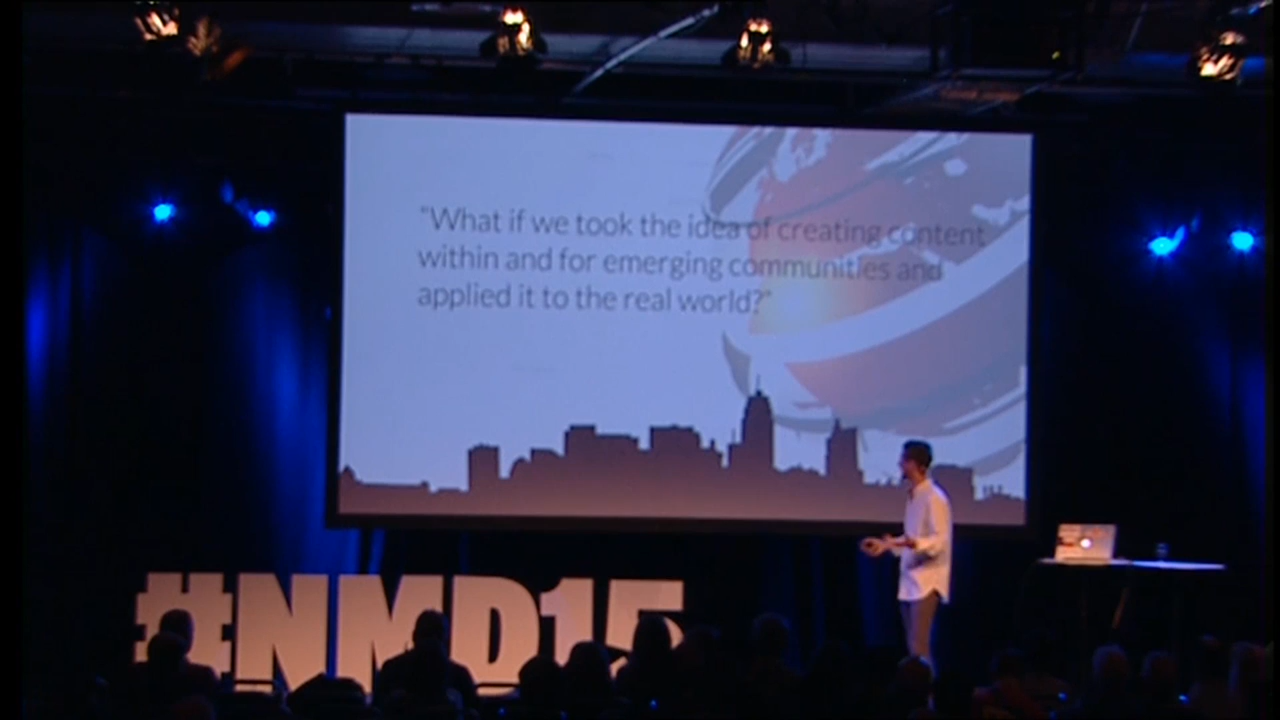 “What if we took the idea of creating content
within and for emerging communities and
applied it to the real world?”
#NMD15